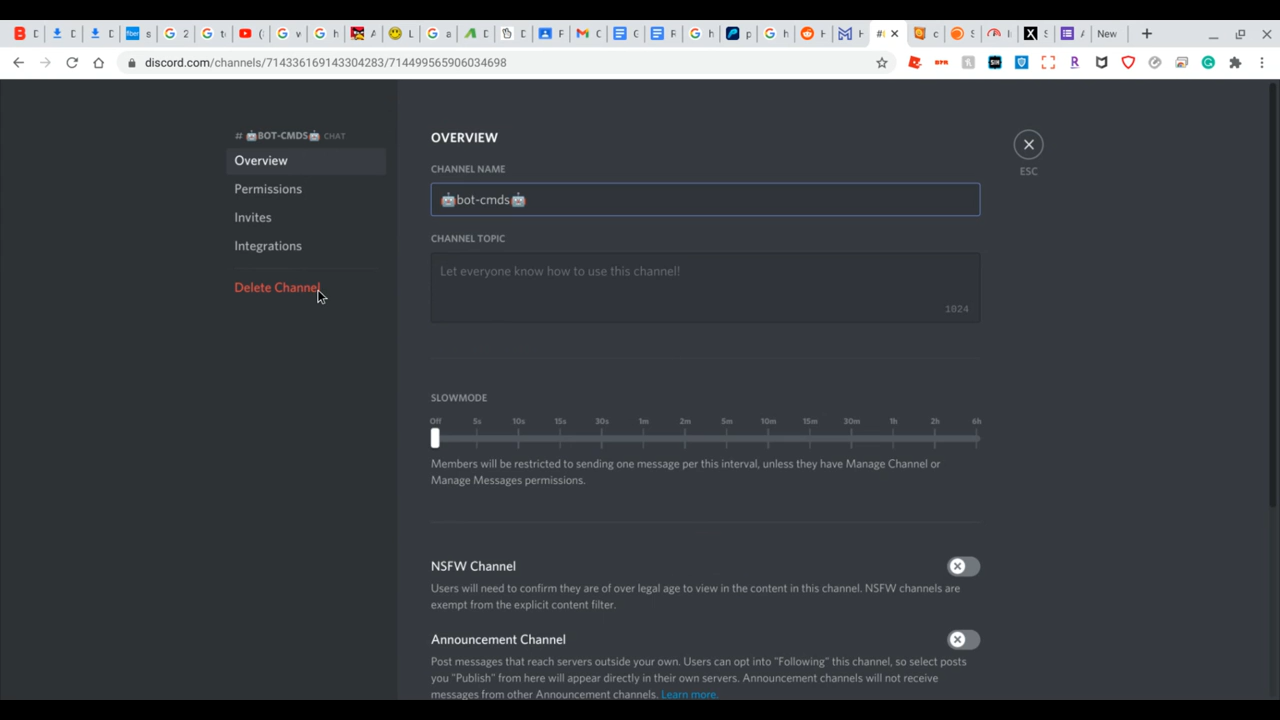 New
discord.com/channels/714336169143304283/714499565906034698
# 🤖BOT-CMDS🤖 CHAT
Overview
Permissions
Invites
Integrations
Delete Channel
OVERVIEW
ESC
CHANNEL NAME
🤖bot-cmds🤖
CHANNEL TOPIC
Let everyone know how to use this channel!
1024
SLOWMODE
Off 5s 10s 15s 30s 1m 2m 5m 10m 15m 30m 1h 2h 6h
Members will be restricted to sending one message per this interval, unless they have Manage Channel or
Manage Messages permissions.
NSFW Channel
Users will need to confirm they are of over legal age to view in the content in this channel. NSFW channels are
exempt from the explicit content filter.
Announcement Channel
Post messages that reach servers outside your own. Users can opt into "Following" this channel, so select posts
you "Publish" from here will appear directly in their own servers. Announcement channels will not receive
messages from other Announcement channels. Learn more.